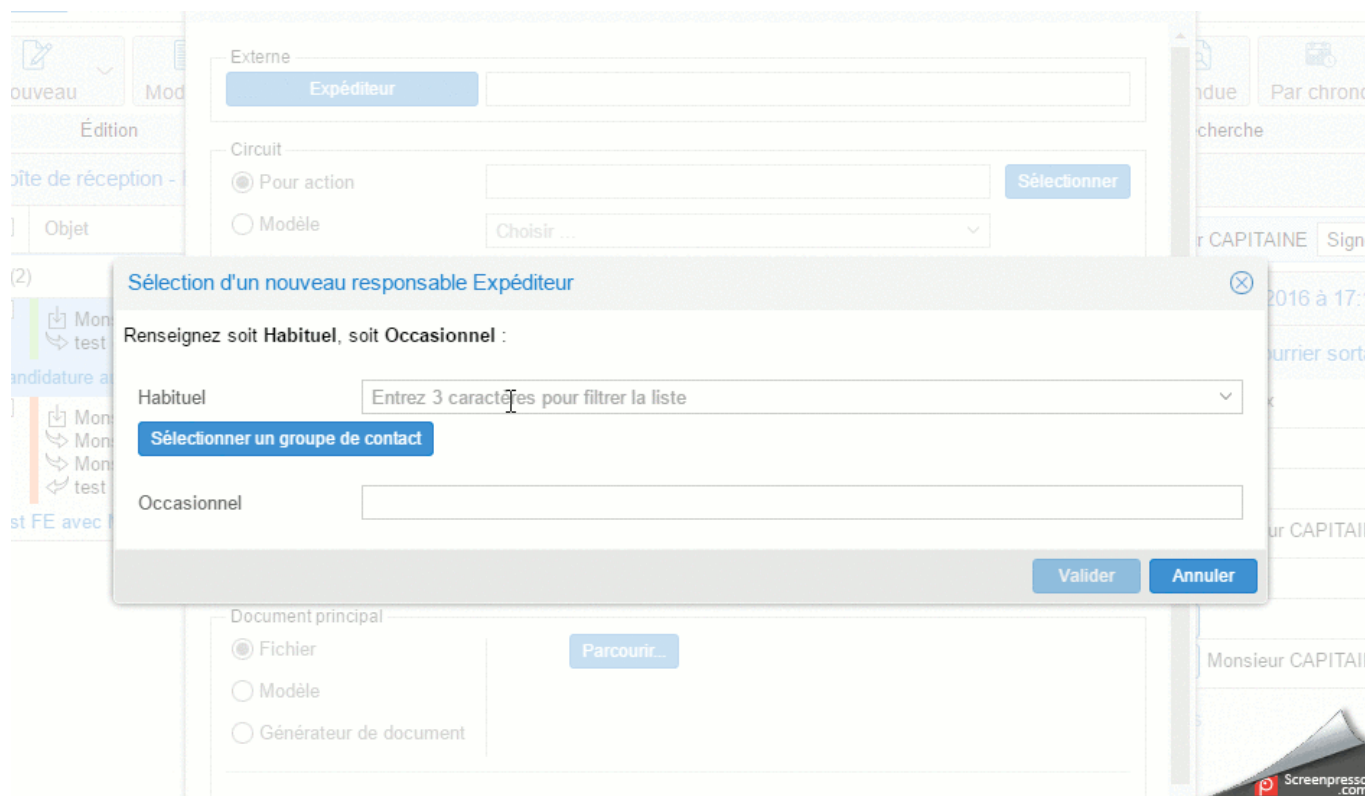 Externe
Expéditeur
ouveau
Mod
ndue
Par chrono
Édition
cherche
Circuit
oîte de réception -
Pour action
Sélectionner
Objet
Modèle
Choisir ...
r CAPITAINE
Sign
(2)
Sélection d'un nouveau responsable Expéditeur
2016 à 17:
Mon
test
Renseignez soit Habituel, soit Occasionnel :
urrier sort
andidature a
Habituel
Entrez 3 caractères pour filtrer la liste
Mon
Mon
Mon
test
Sélectionner un groupe de contact
Occasionnel
st FE avec
ur CAPITAI
Valider
Annuler
Document principal
Fichier
Parcourir...
Monsieur CAPITAI
Modèle
Générateur de document
Screenpresso
.com